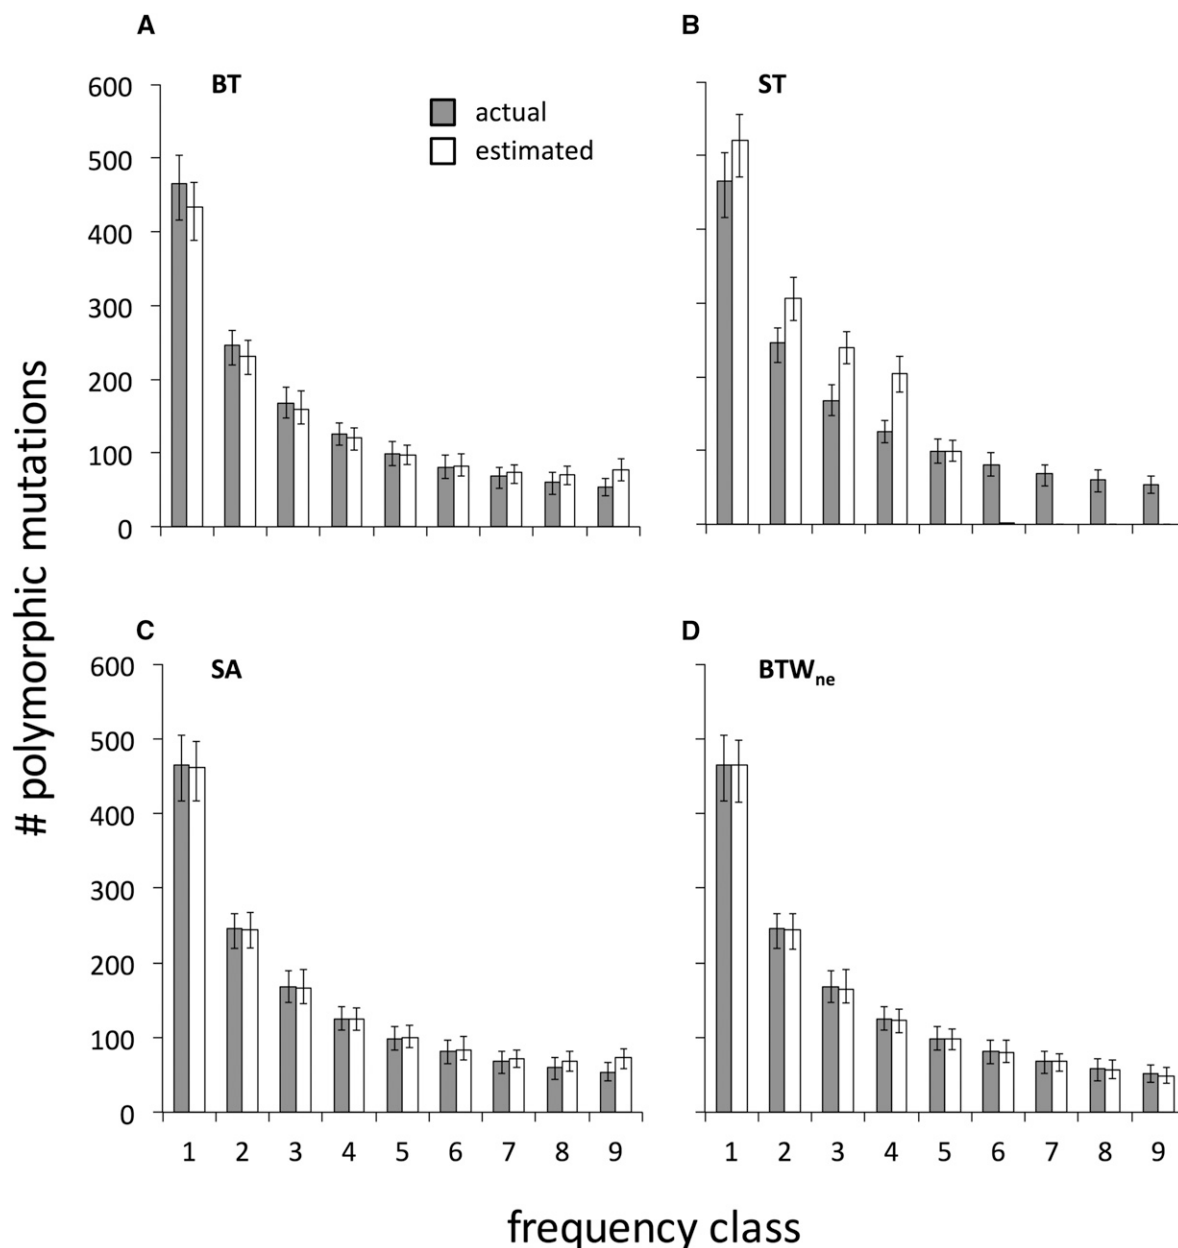 A
B
BT
ST
actual
estimated
600
500
400
300
200
100
0
C
D
SA
BTWne
600
500
400
300
200
100
0
1 2 3 4 5 6 7 8 9
1 2 3 4 5 6 7 8 9
# polymorphic mutations
frequency class